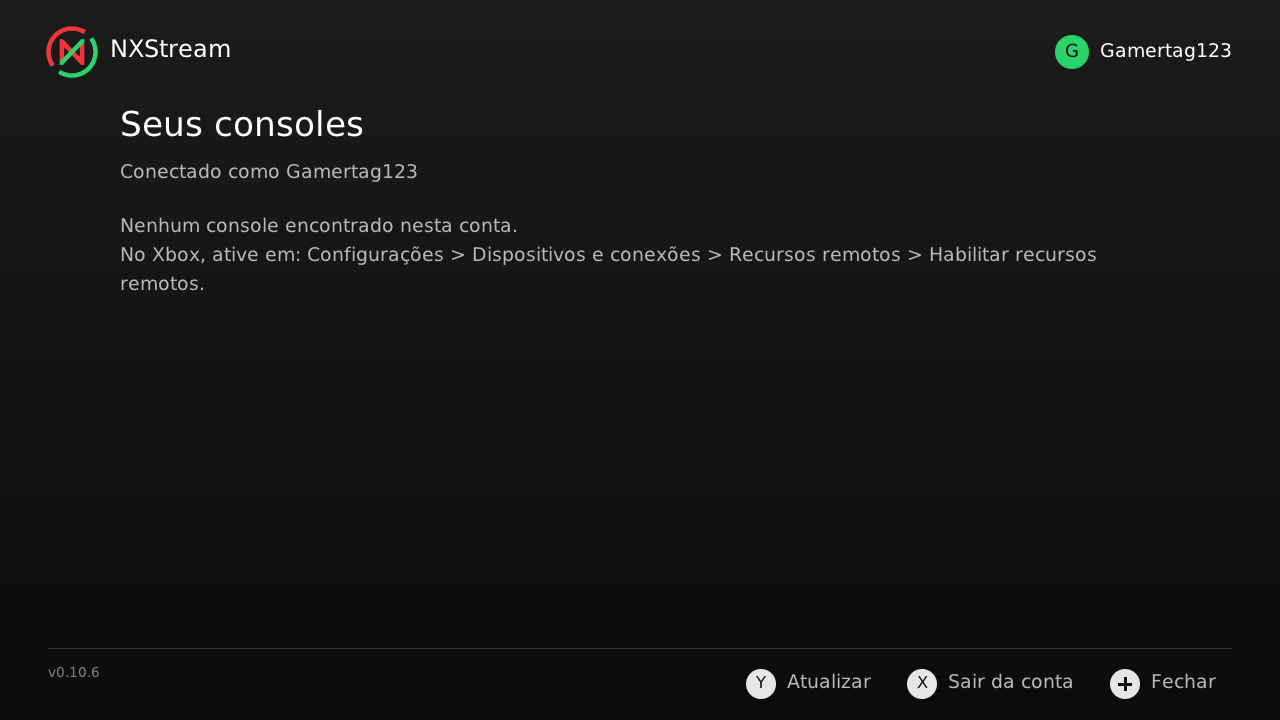 NXStream
G Gamertag123
Seus consoles
Conectado como Gamertag123
Nenhum console encontrado nesta conta.
No Xbox, ative em: Configurações > Dispositivos e conexões > Recursos remotos > Habilitar recursos
remotos.
v0.10.6
Y Atualizar X Sair da conta + Fechar